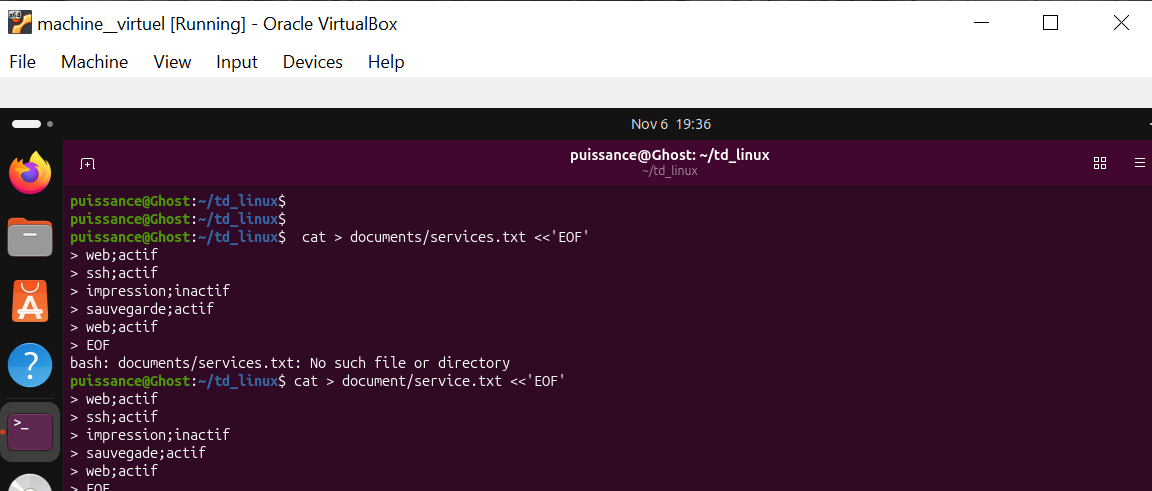 machine__virtuel [Running] - Oracle VirtualBox
File Machine View Input Devices Help
Nov 6 19:36
puissance@Ghost: ~/td_linux
~/td_linux
puissance@Ghost:~/td_linux$
puissance@Ghost:~/td_linux$
puissance@Ghost:~/td_linux$  cat > documents/services.txt <<'EOF'
> web;actif
> ssh;actif
> impression;inactif
> sauvegarde;actif
> web;actif
> EOF
bash: documents/services.txt: No such file or directory
puissance@Ghost:~/td_linux$ cat > document/service.txt <<'EOF'
> web;actif
> ssh;actif
> impression;inactif
> sauvegade;actif
> web;actif
> EOF